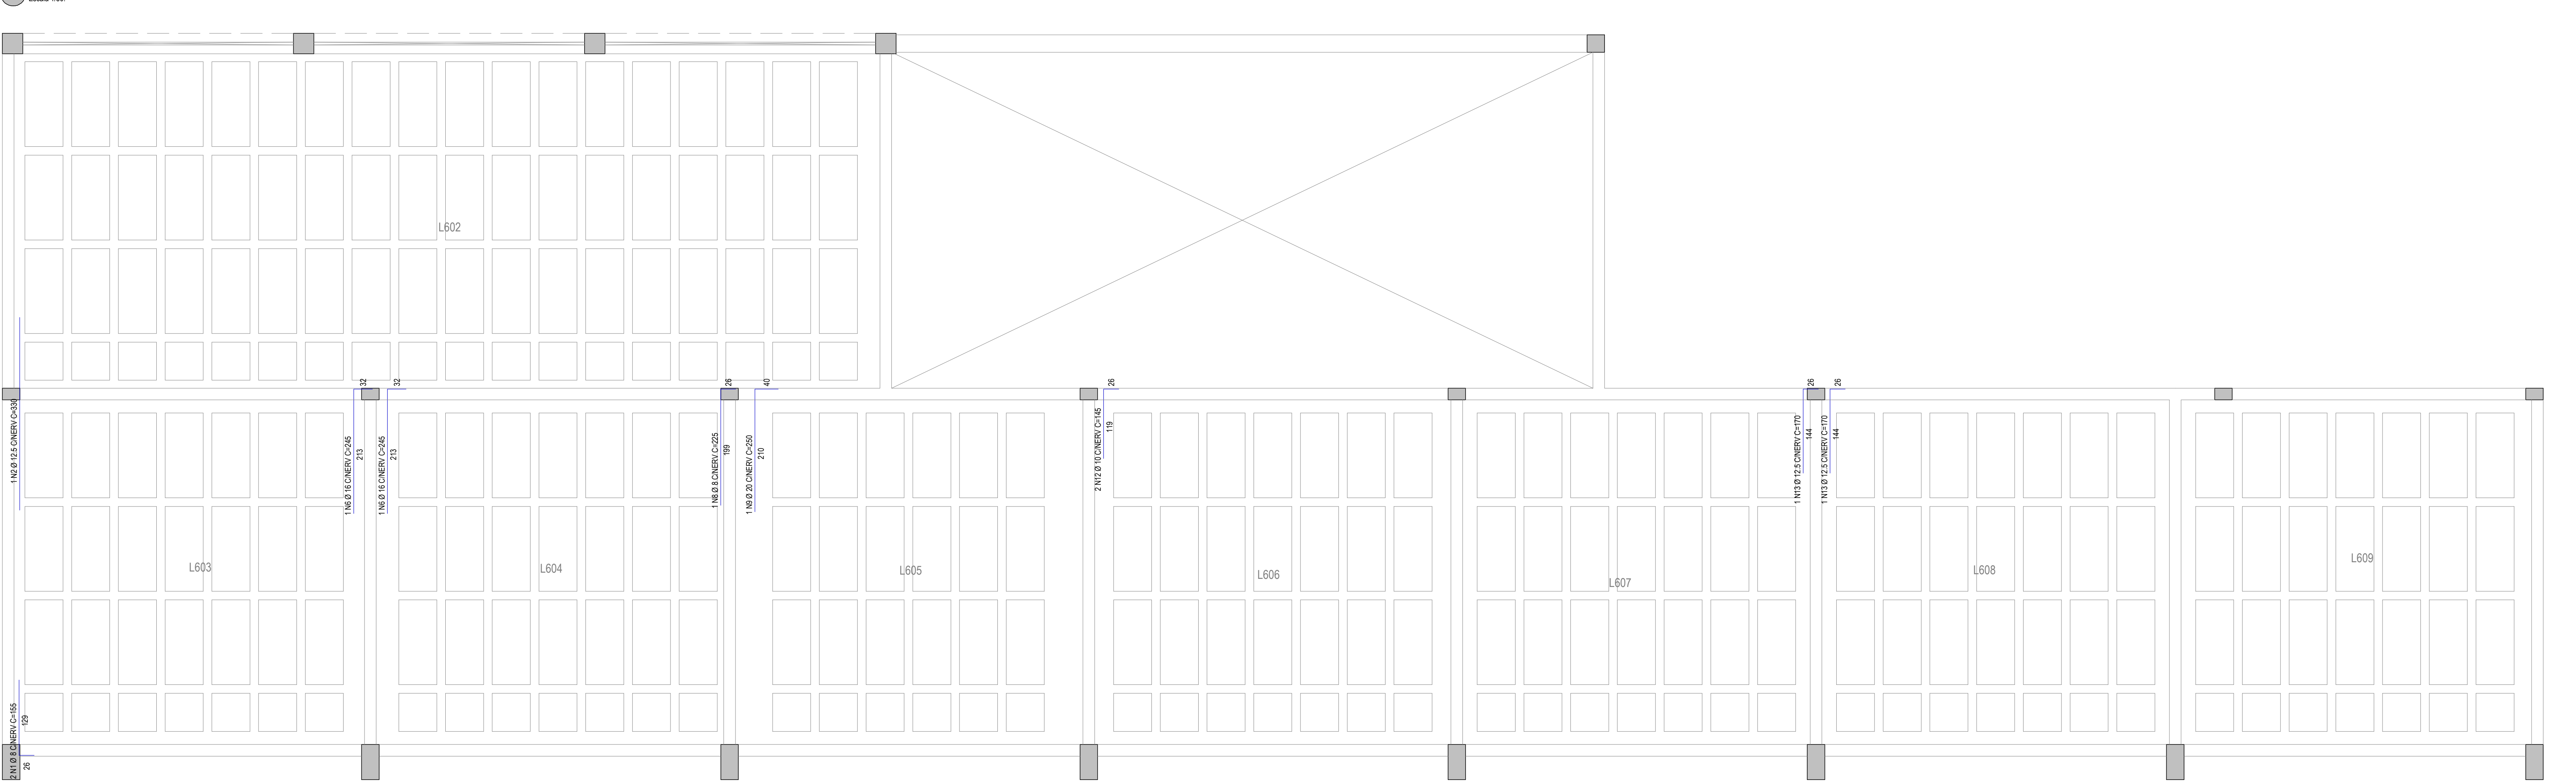 L602
32
32
26
40
26
26
26
1 N2 Ø 12.5 C/NERV C=330
1 N6 Ø 16 C/NERV C=245
213
1 N6 Ø 16 C/NERV C=245
213
1 N8 Ø 8 C/NERV C=225
199
1 N9 Ø 20 C/NERV C=250
210
2 N12 Ø 10 C/NERV C=145
119
1 N13 Ø 12.5 C/NERV C=170
144
1 N13 Ø 12.5 C/NERV C=170
144
L603
L604
L605
L606
L607
L608
L609
2 N1 Ø 8 C/NERV C=155
129
26